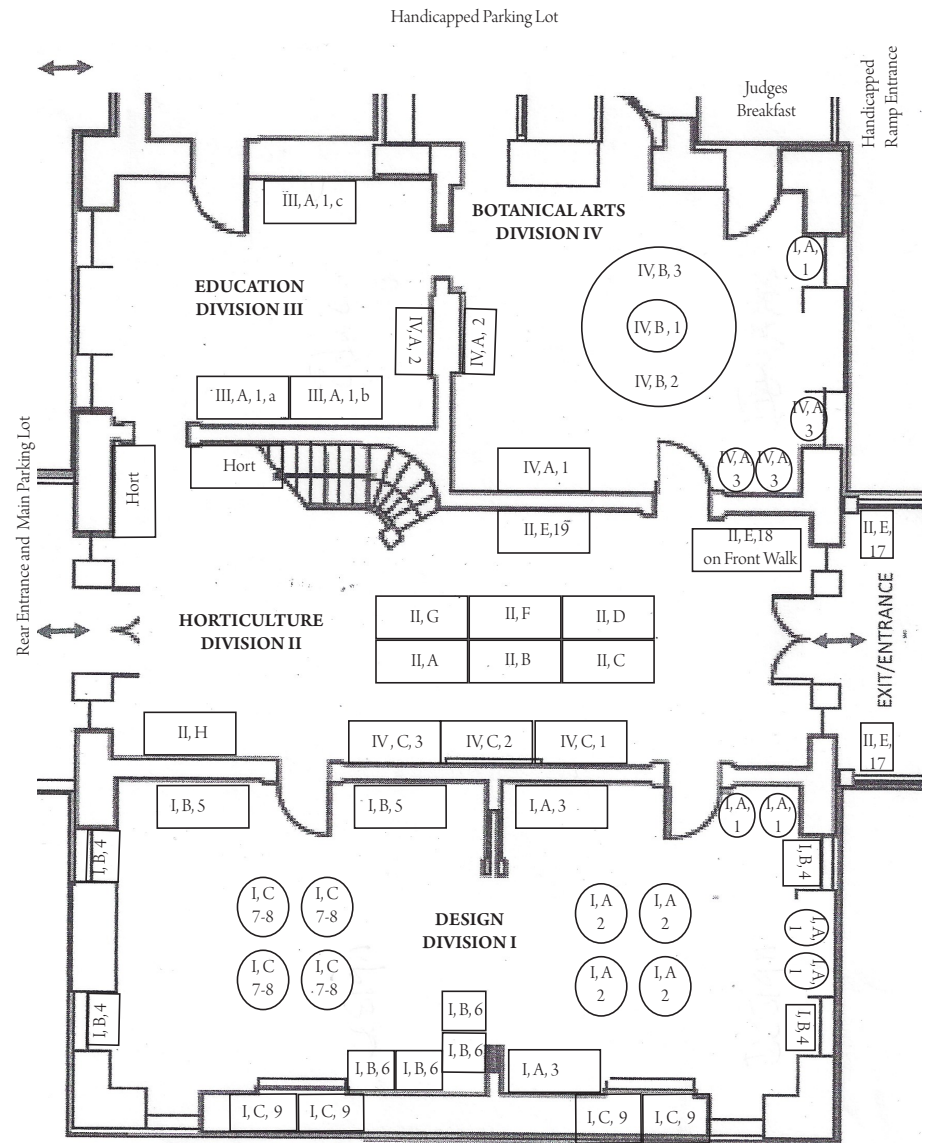 Handicapped Parking Lot
Judges
Breakfast
Handicapped
Ramp Entrance
III, A, 1, c
BOTANICAL ARTS
DIVISION IV
I, A,
1
EDUCATION
DIVISION III
IV, B, 3
IV, B, 1
IV, B, 2
IV, A, 2
IV, A, 2
III, A, 1, a
III, A, 1, b
IV, A
3
Rear Entrance and Main Parking Lot
Hort
Hort
IV, A, 1
IV, A
3
IV, A
3
II, E, 19
II, E, 18
on Front Walk
II, E,
17
HORTICULTURE
DIVISION II
II, G
II, F
II, D
II, A
II, B
II, C
EXIT/ENTRANCE
II, H
IV, C, 3
IV, C, 2
IV, C, 1
II, E,
17
I, B, 5
I, B, 5
I, A, 3
I, A,
1
I, A,
1
I, B, 4
I, B, 4
I, C
7-8
I, C
7-8
DESIGN
DIVISION I
I, A
2
I, A
2
I, A,
1
I, C
7-8
I, C
7-8
I, A
2
I, A
2
I, A,
1
I, B, 4
I, B, 6
I, B, 4
I, B, 6
I, B, 6
I, B, 6
I, A, 3
I, C, 9
I, C, 9
I, C, 9
I, C, 9